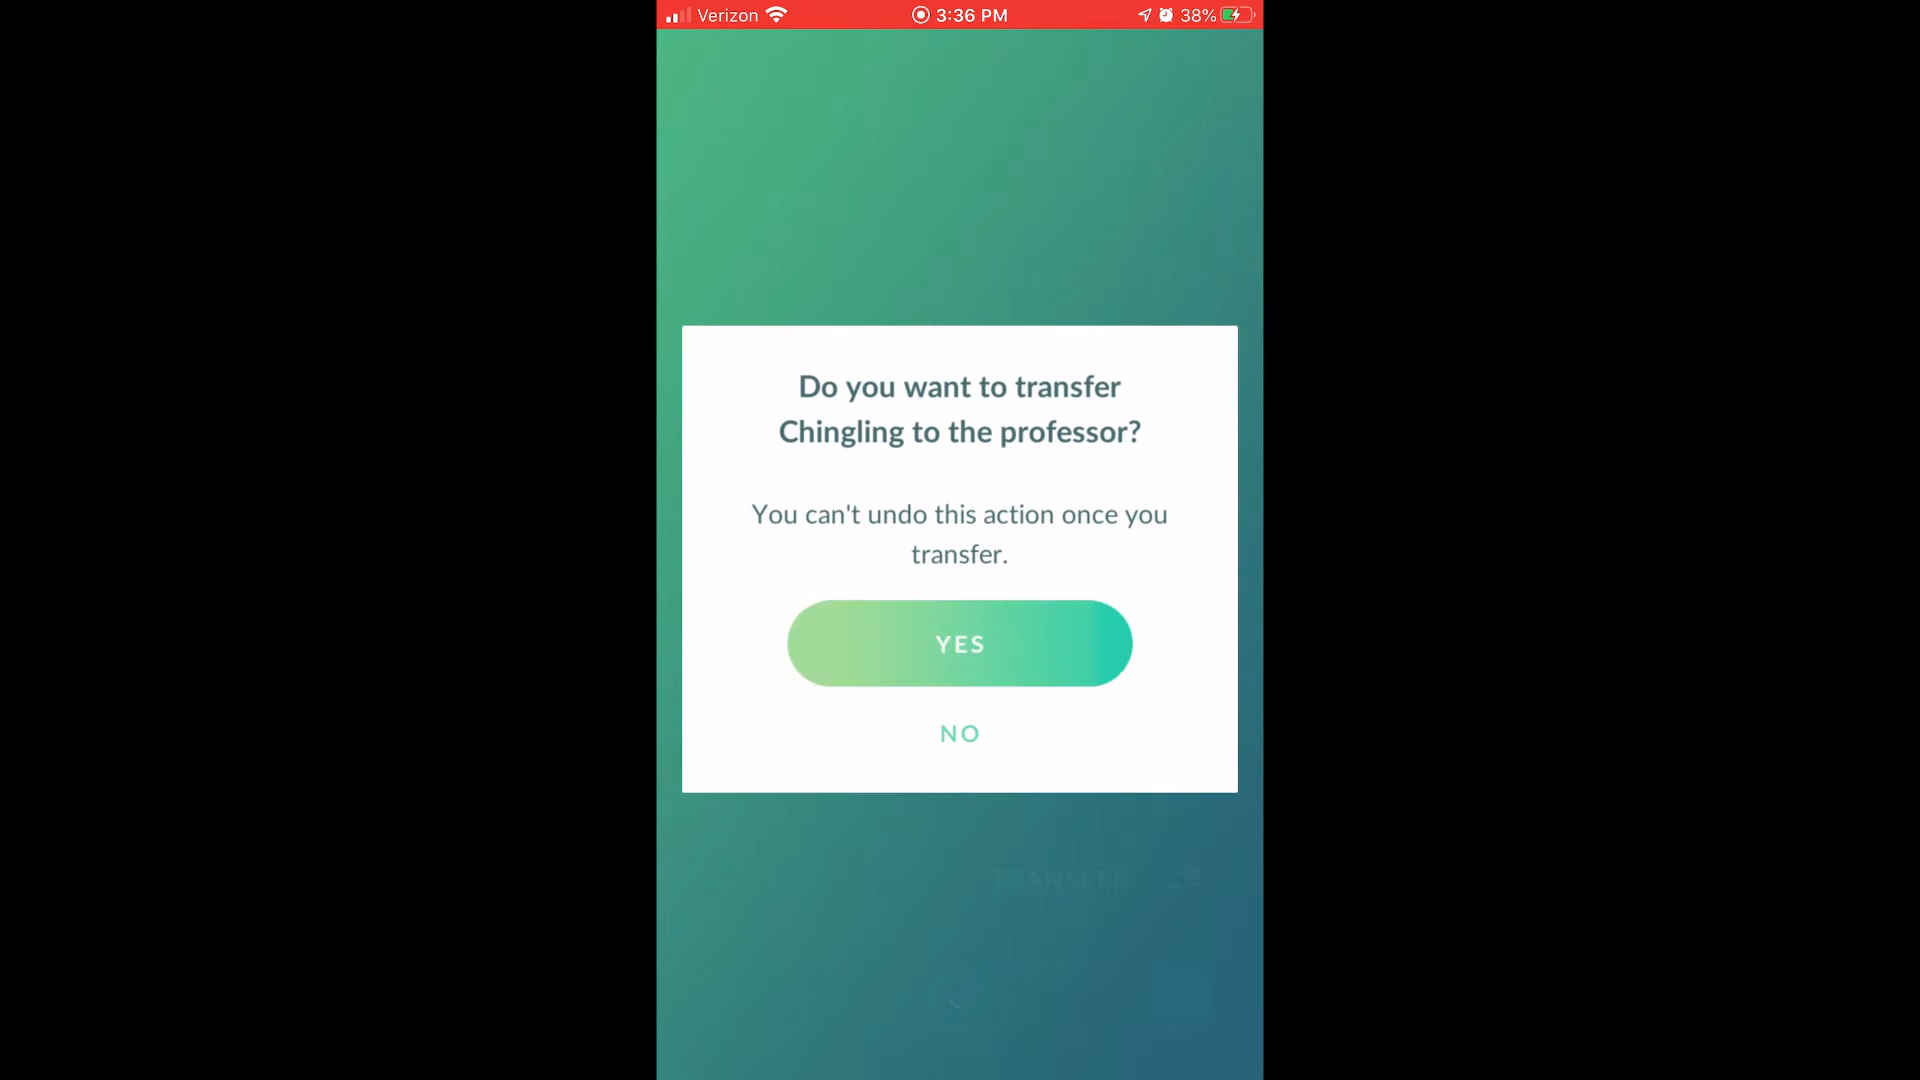 Verizon 3:36 PM 38%
Do you want to transfer
Chingling to the professor?
You can't undo this action once you
transfer.
YES
NO
TRANSFER